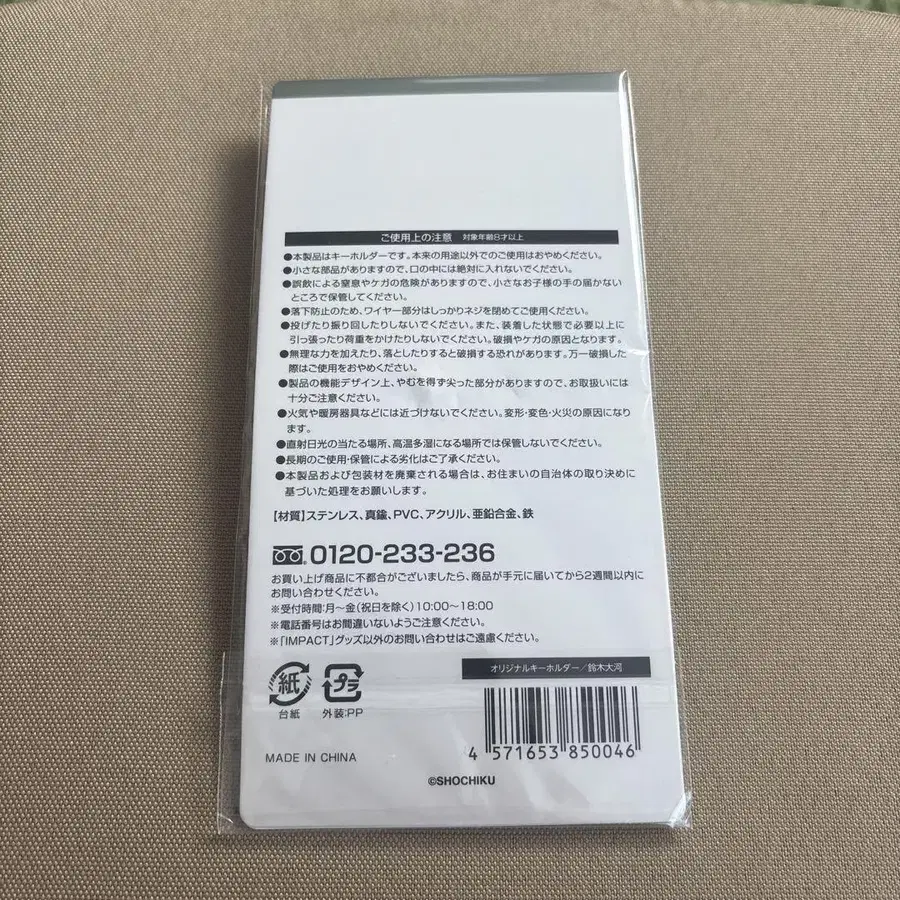 ご使用上の注意 対象年齢8才以上
●本製品はキーホルダーです。本来の用途以外でのご使用はおやめください。
●小さな部品がありますので、口の中には絶対に入れないでください。
●誤飲による窒息やケガの危険がありますので、小さなお子様の手の届かない
ところで保管してください。
●落下防止のため、ワイヤー部分はしっかりネジを閉めてご使用ください。
●投げたり振り回したりしないでください。また、装着した状態で必要以上に
引っ張ったり荷重をかけたりしないでください。破損やケガの原因となります。
●無理な力を加えたり、落としたりすると破損する恐れがあります。万一破損した
際はご使用をおやめください。
●製品の機能デザイン上、やむを得ず尖った部分がありますので、お取扱いには
十分ご注意ください。
●火気や暖房器具などには近づけないでください。変形・変色・火災の原因になり
ます。
●直射日光の当たる場所、高温多湿になる場所では保管しないでください。
●長期のご使用・保管による劣化はご了承ください。
●本製品および包装材を廃棄される場合は、お住まいの自治体の取り決めに
基づいた処理をお願いします。
【材質】ステンレス、真鍮、PVC、アクリル、亜鉛合金、鉄
0120-233-236
お買い上げ商品に不都合がございましたら、商品が手元に届いてから2週間以内に
お問い合わせください。
※受付時間:月〜金(祝日を除く)10:00〜18:00
※電話番号はお間違いないようご注意ください。
※「IMPACT」グッズ以外のお問い合わせはご遠慮ください。
オリジナルキーホルダー/鈴木大河
紙
台紙
プラ
外装:PP
4 571653 850046
MADE IN CHINA
©SHOCHIKU